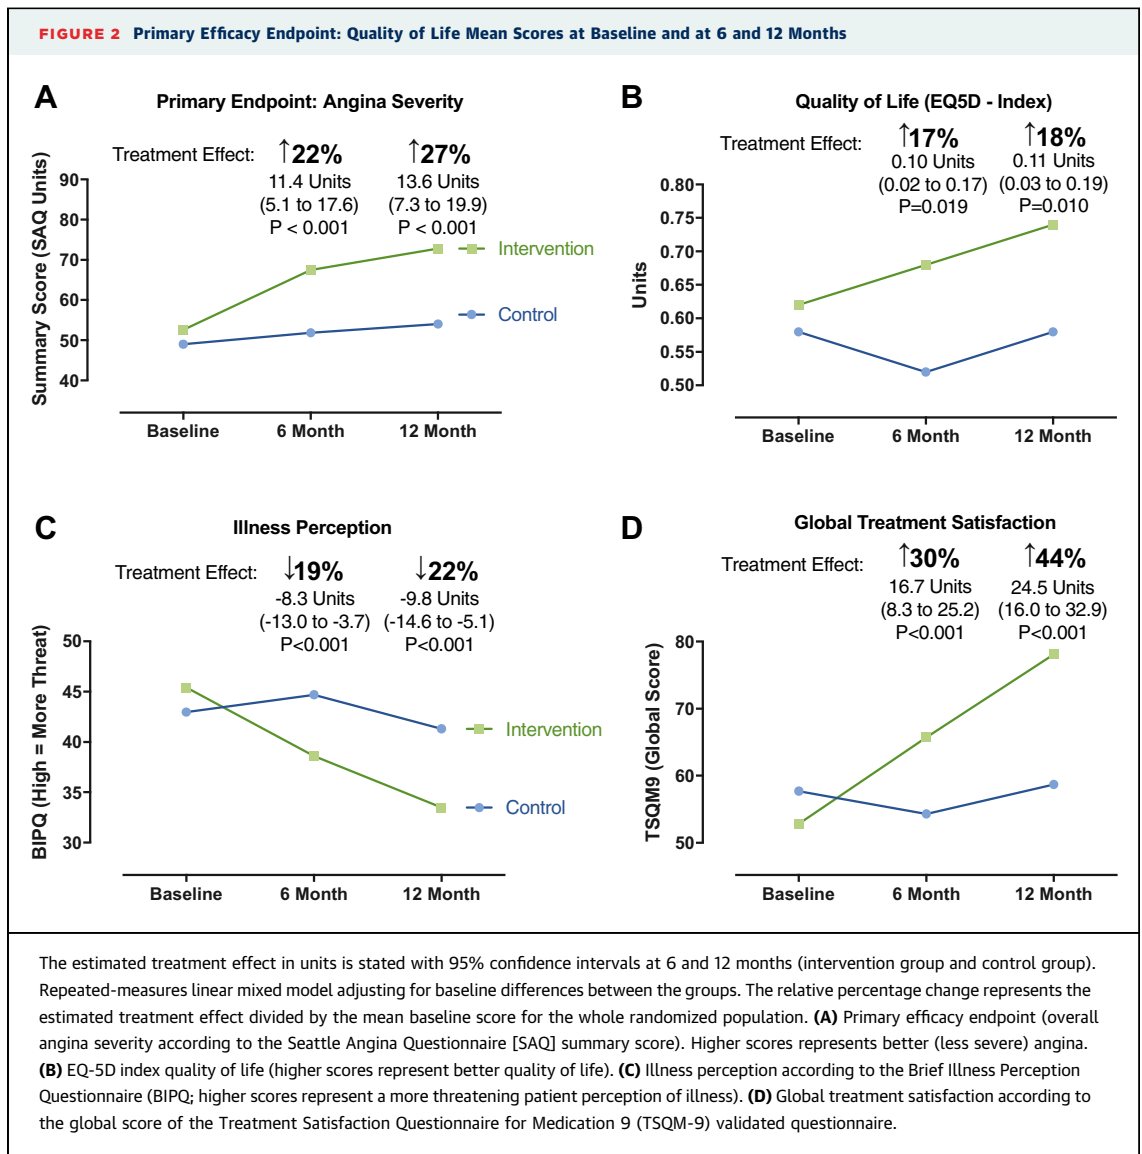 FIGURE 2 Primary Efficacy Endpoint: Quality of Life Mean Scores at Baseline and at 6 and 12 Months
A
Primary Endpoint: Angina Severity
Treatment Effect: ↑22% ↑27%
11.4 Units 13.6 Units
(5.1 to 17.6) (7.3 to 19.9)
P < 0.001 P < 0.001
Summary Score (SAQ Units)
90
80
70
60
50
40
Intervention
Control
Baseline 6 Month 12 Month
B
Quality of Life (EQ5D - Index)
Treatment Effect: ↑17% ↑18%
0.10 Units 0.11 Units
(0.02 to 0.17) (0.03 to 0.19)
P=0.019 P=0.010
Units
0.80
0.75
0.70
0.65
0.60
0.55
0.50
Baseline 6 Month 12 Month
C
Illness Perception
Treatment Effect: ↓19% ↓22%
-8.3 Units -9.8 Units
(-13.0 to -3.7) (-14.6 to -5.1)
P<0.001 P<0.001
BIPQ (High = More Threat)
50
45
40
35
30
Intervention
Control
Baseline 6 Month 12 Month
D
Global Treatment Satisfaction
Treatment Effect: ↑30% ↑44%
16.7 Units 24.5 Units
(8.3 to 25.2) (16.0 to 32.9)
P<0.001 P<0.001
TSQM9 (Global Score)
80
70
60
50
Baseline 6 Month 12 Month
The estimated treatment effect in units is stated with 95% confidence intervals at 6 and 12 months (intervention group and control group).
Repeated-measures linear mixed model adjusting for baseline differences between the groups. The relative percentage change represents the
estimated treatment effect divided by the mean baseline score for the whole randomized population. (A) Primary efficacy endpoint (overall
angina severity according to the Seattle Angina Questionnaire [SAQ] summary score). Higher scores represents better (less severe) angina.
(B) EQ-5D index quality of life (higher scores represent better quality of life). (C) Illness perception according to the Brief Illness Perception
Questionnaire (BIPQ; higher scores represent a more threatening patient perception of illness). (D) Global treatment satisfaction according to
the global score of the Treatment Satisfaction Questionnaire for Medication 9 (TSQM-9) validated questionnaire.